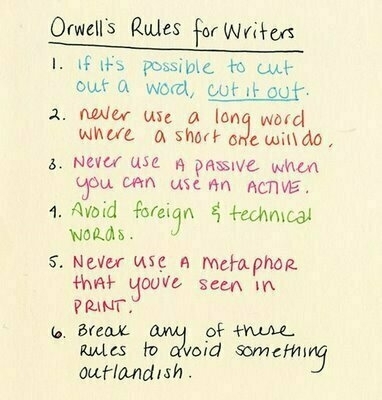 Orwell's Rules for Writers
1. if it's possible to cut
out a word, cut it out.
2. never use a long word
where a short one will do.
3. Never use a passive when
you can use an active.
4. Avoid foreign & technical
words.
5. Never use a metaphor
that you've seen in
print.
6. Break any of these
rules to avoid something
outlandish.